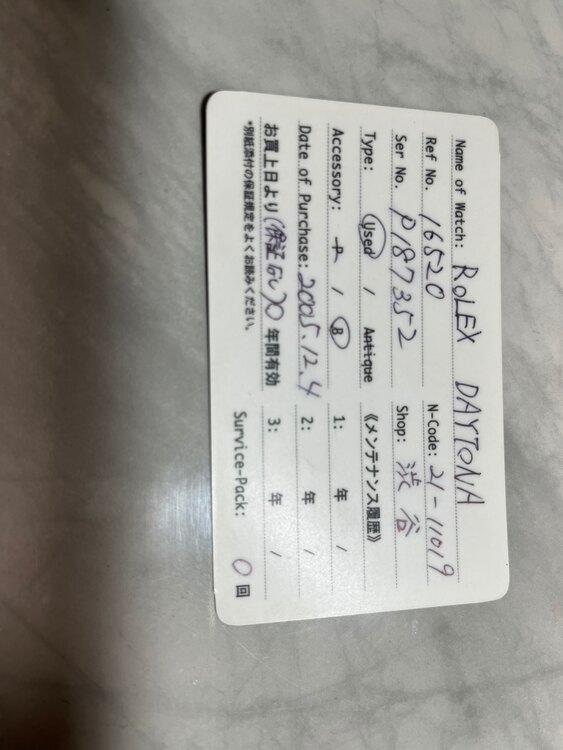 Name of Watch: ROLEX DAYTONA
Ref No. 16520 N-Code: 21-11019
Ser No. P187352 Shop: 渋谷
Type: Used / Antique 《メンテナンス履歴》
Accessory: P / B 1: 年 /
Date of Purchase: 2005.12.4 2: 年 /
お買上日より(保証なし)0 年間有効 3: 年 /
*別紙添付の保証規定をよくお読みください。 Survice-Pack: 0 回